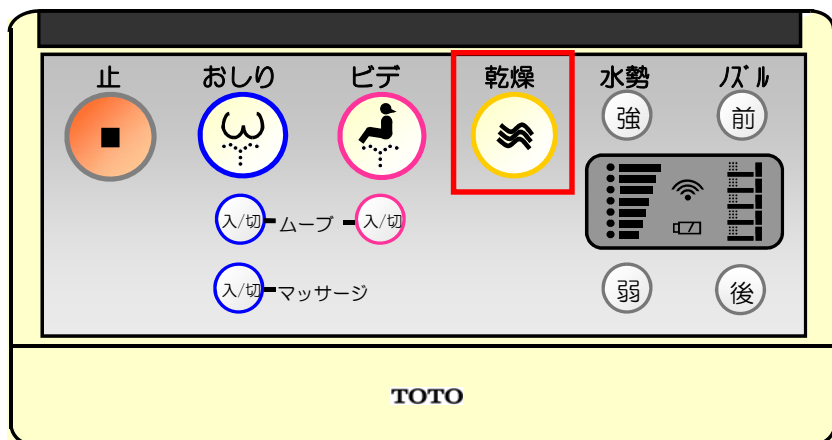 止 おしり ビデ 乾燥 水勢 ノズル
強 前
入/切 ムーブ 入/切
入/切 マッサージ
弱 後
TOTO